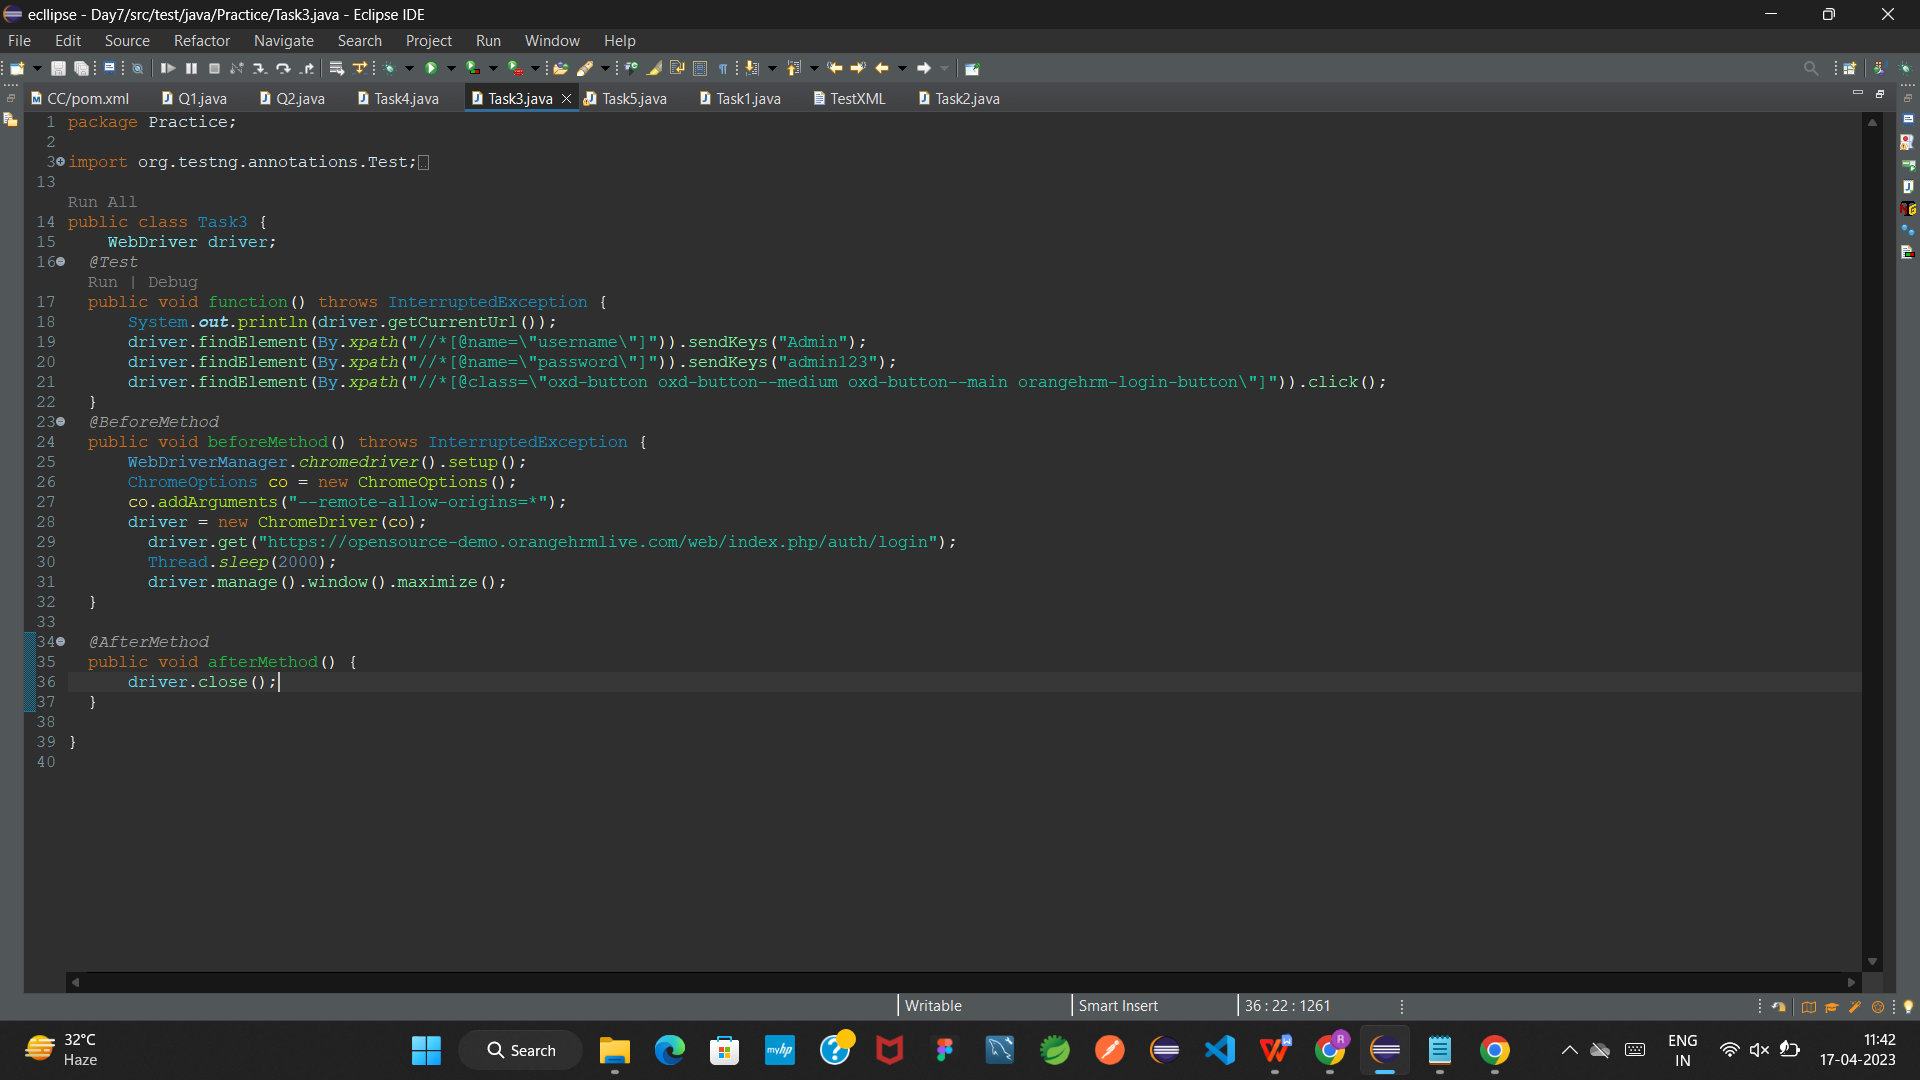 ecllipse - Day7/src/test/java/Practice/Task3.java - Eclipse IDE
File Edit Source Refactor Navigate Search Project Run Window Help
CC/pom.xml Q1.java Q2.java Task4.java Task3.java Task5.java Task1.java TestXML Task2.java
1 package Practice;
2
3 import org.testng.annotations.Test;
13
Run All
14 public class Task3 {
15 WebDriver driver;
16 @Test
Run | Debug
17 public void function() throws InterruptedException {
18 System.out.println(driver.getCurrentUrl());
19 driver.findElement(By.xpath("//*[@name=\"username\"]")).sendKeys("Admin");
20 driver.findElement(By.xpath("//*[@name=\"password\"]")).sendKeys("admin123");
21 driver.findElement(By.xpath("//*[@class=\"oxd-button oxd-button--medium oxd-button--main orangehrm-login-button\"]")).click();
22 }
23 @BeforeMethod
24 public void beforeMethod() throws InterruptedException {
25 WebDriverManager.chromedriver().setup();
26 ChromeOptions co = new ChromeOptions();
27 co.addArguments("--remote-allow-origins=*");
28 driver = new ChromeDriver(co);
29 driver.get("https://opensource-demo.orangehrmlive.com/web/index.php/auth/login");
30 Thread.sleep(2000);
31 driver.manage().window().maximize();
32 }
33
34 @AfterMethod
35 public void afterMethod() {
36 driver.close();
37 }
38
39 }
40
Writable Smart Insert 36 : 22 : 1261
32°C
Haze
Search
myhp
R
ENG
IN
11:42
17-04-2023